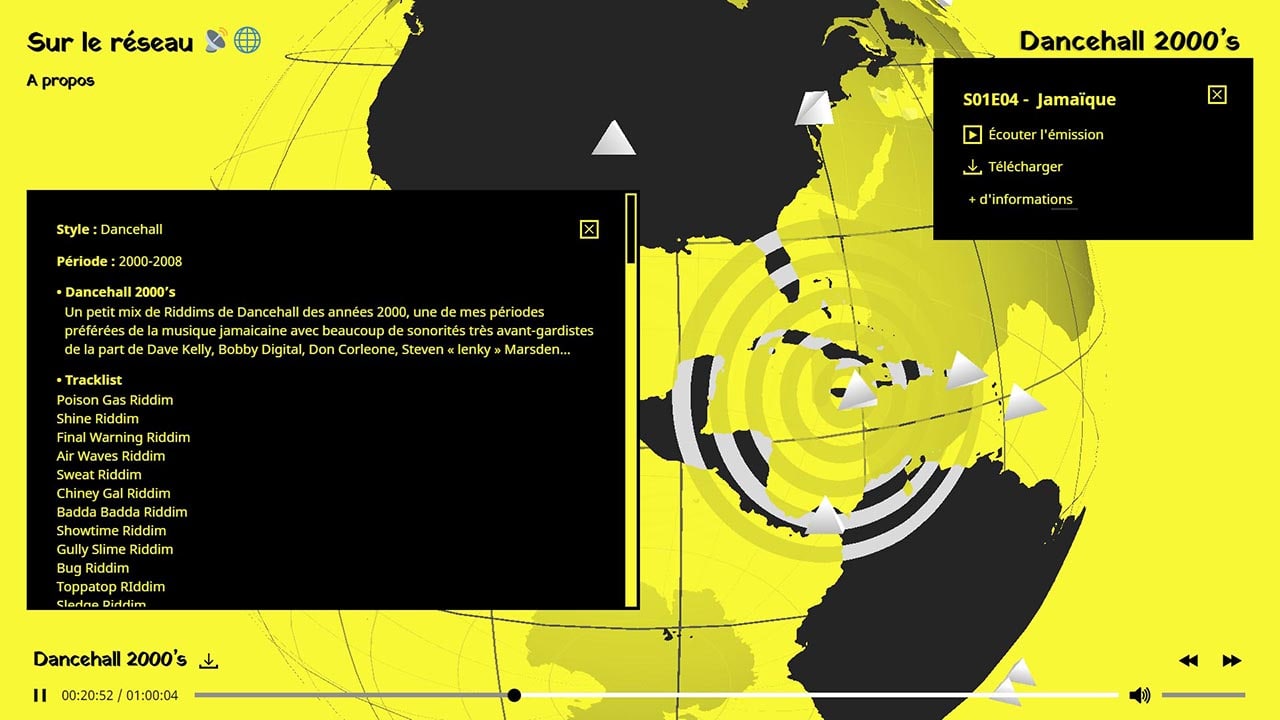 Sur le réseau
A propos
Dancehall 2000's
S01E04 - Jamaïque
Écouter l'émission
Télécharger
+ d'informations
Style : Dancehall
Période : 2000-2008
• Dancehall 2000's
Un petit mix de Riddims de Dancehall des années 2000, une de mes périodes
préférées de la musique jamaicaine avec beaucoup de sonorités très avant-gardistes
de la part de Dave Kelly, Bobby Digital, Don Corleone, Steven « lenky » Marsden...
• Tracklist
Poison Gas Riddim
Shine Riddim
Final Warning Riddim
Air Waves Riddim
Sweat Riddim
Chiney Gal Riddim
Badda Badda Riddim
Showtime Riddim
Gully Slime Riddim
Bug Riddim
Toppatop RIddim
Sledge Riddim
Dancehall 2000's
00:20:52 / 01:00:04